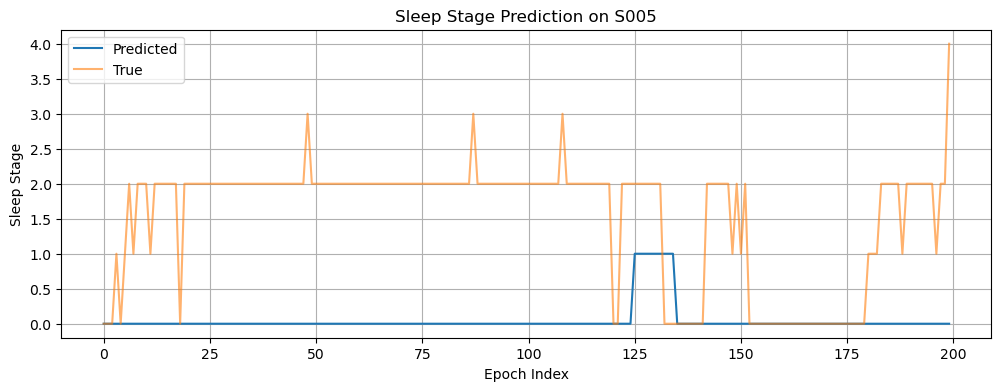 Sleep Stage Prediction on S005
Predicted
True
4.0
3.5
3.0
2.5
2.0
1.5
1.0
0.5
0.0
Sleep Stage
0 25 50 75 100 125 150 175 200
Epoch Index